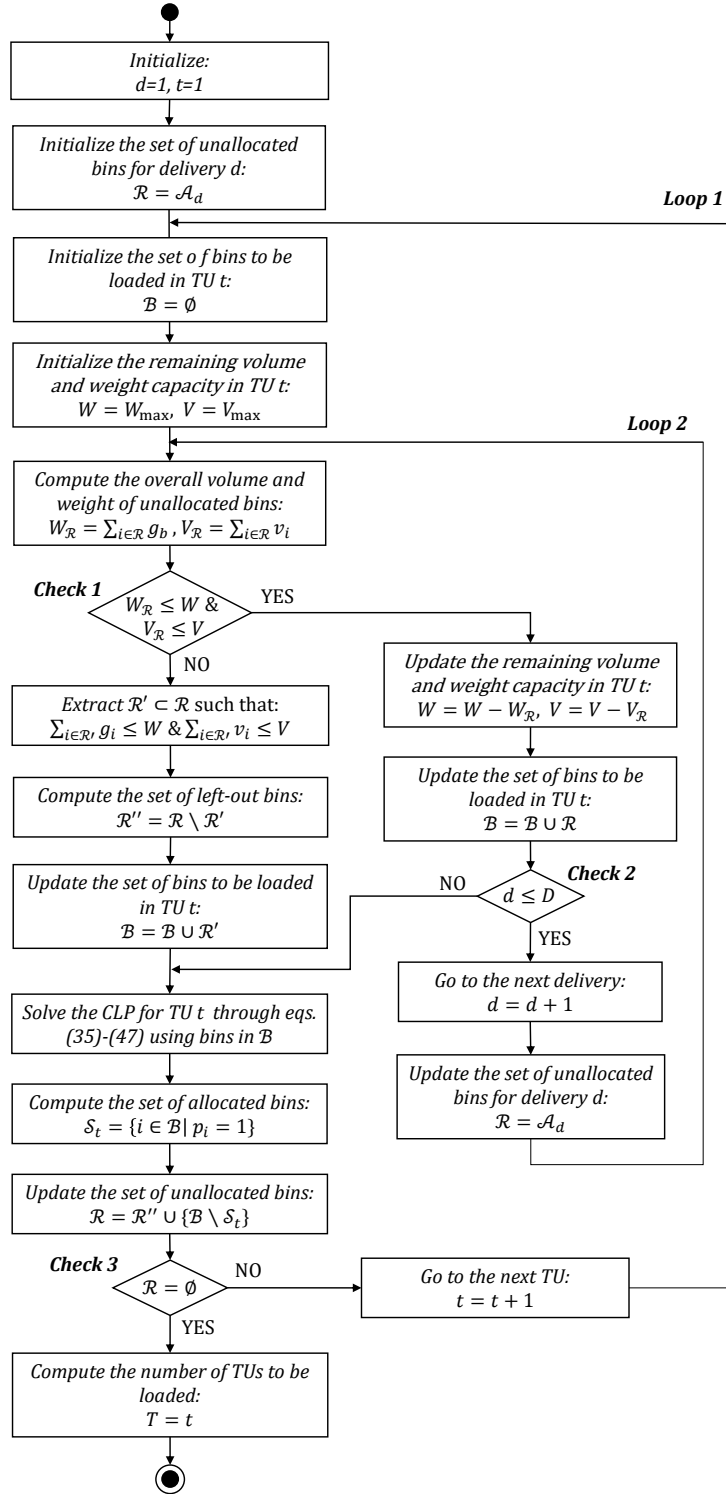 Initialize:
d=1, t=1
Initialize the set of unallocated
bins for delivery d:
ℛ = 𝒜_d
Loop 1
Initialize the set o f bins to be
loaded in TU t:
ℬ = ∅
Initialize the remaining volume
and weight capacity in TU t:
W = W_max, V = V_max
Loop 2
Compute the overall volume and
weight of unallocated bins:
W_ℛ = ∑_{i∈ℛ} g_b , V_ℛ = ∑_{i∈ℛ} v_i
Check 1
W_ℛ ≤ W &
V_ℛ ≤ V
YES
NO
Update the remaining volume
and weight capacity in TU t:
W = W − W_ℛ, V = V − V_ℛ
Extract ℛ′ ⊂ ℛ such that:
∑_{i∈ℛ′} g_i ≤ W & ∑_{i∈ℛ′} v_i ≤ V
Update the set of bins to be
loaded in TU t:
ℬ = ℬ ∪ ℛ
Compute the set of left-out bins:
ℛ′′ = ℛ \ ℛ′
Check 2
d ≤ D
NO
YES
Update the set of bins to be loaded
in TU t:
ℬ = ℬ ∪ ℛ′
Go to the next delivery:
d = d + 1
Solve the CLP for TU t through eqs.
(35)-(47) using bins in ℬ
Update the set of unallocated
bins for delivery d:
ℛ = 𝒜_d
Compute the set of allocated bins:
𝒮_t = {i ∈ ℬ| p_i = 1}
Update the set of unallocated bins:
ℛ = ℛ′′ ∪ {ℬ \ 𝒮_t}
Check 3
ℛ = ∅
NO
YES
Go to the next TU:
t = t + 1
Compute the number of TUs to be
loaded:
T = t